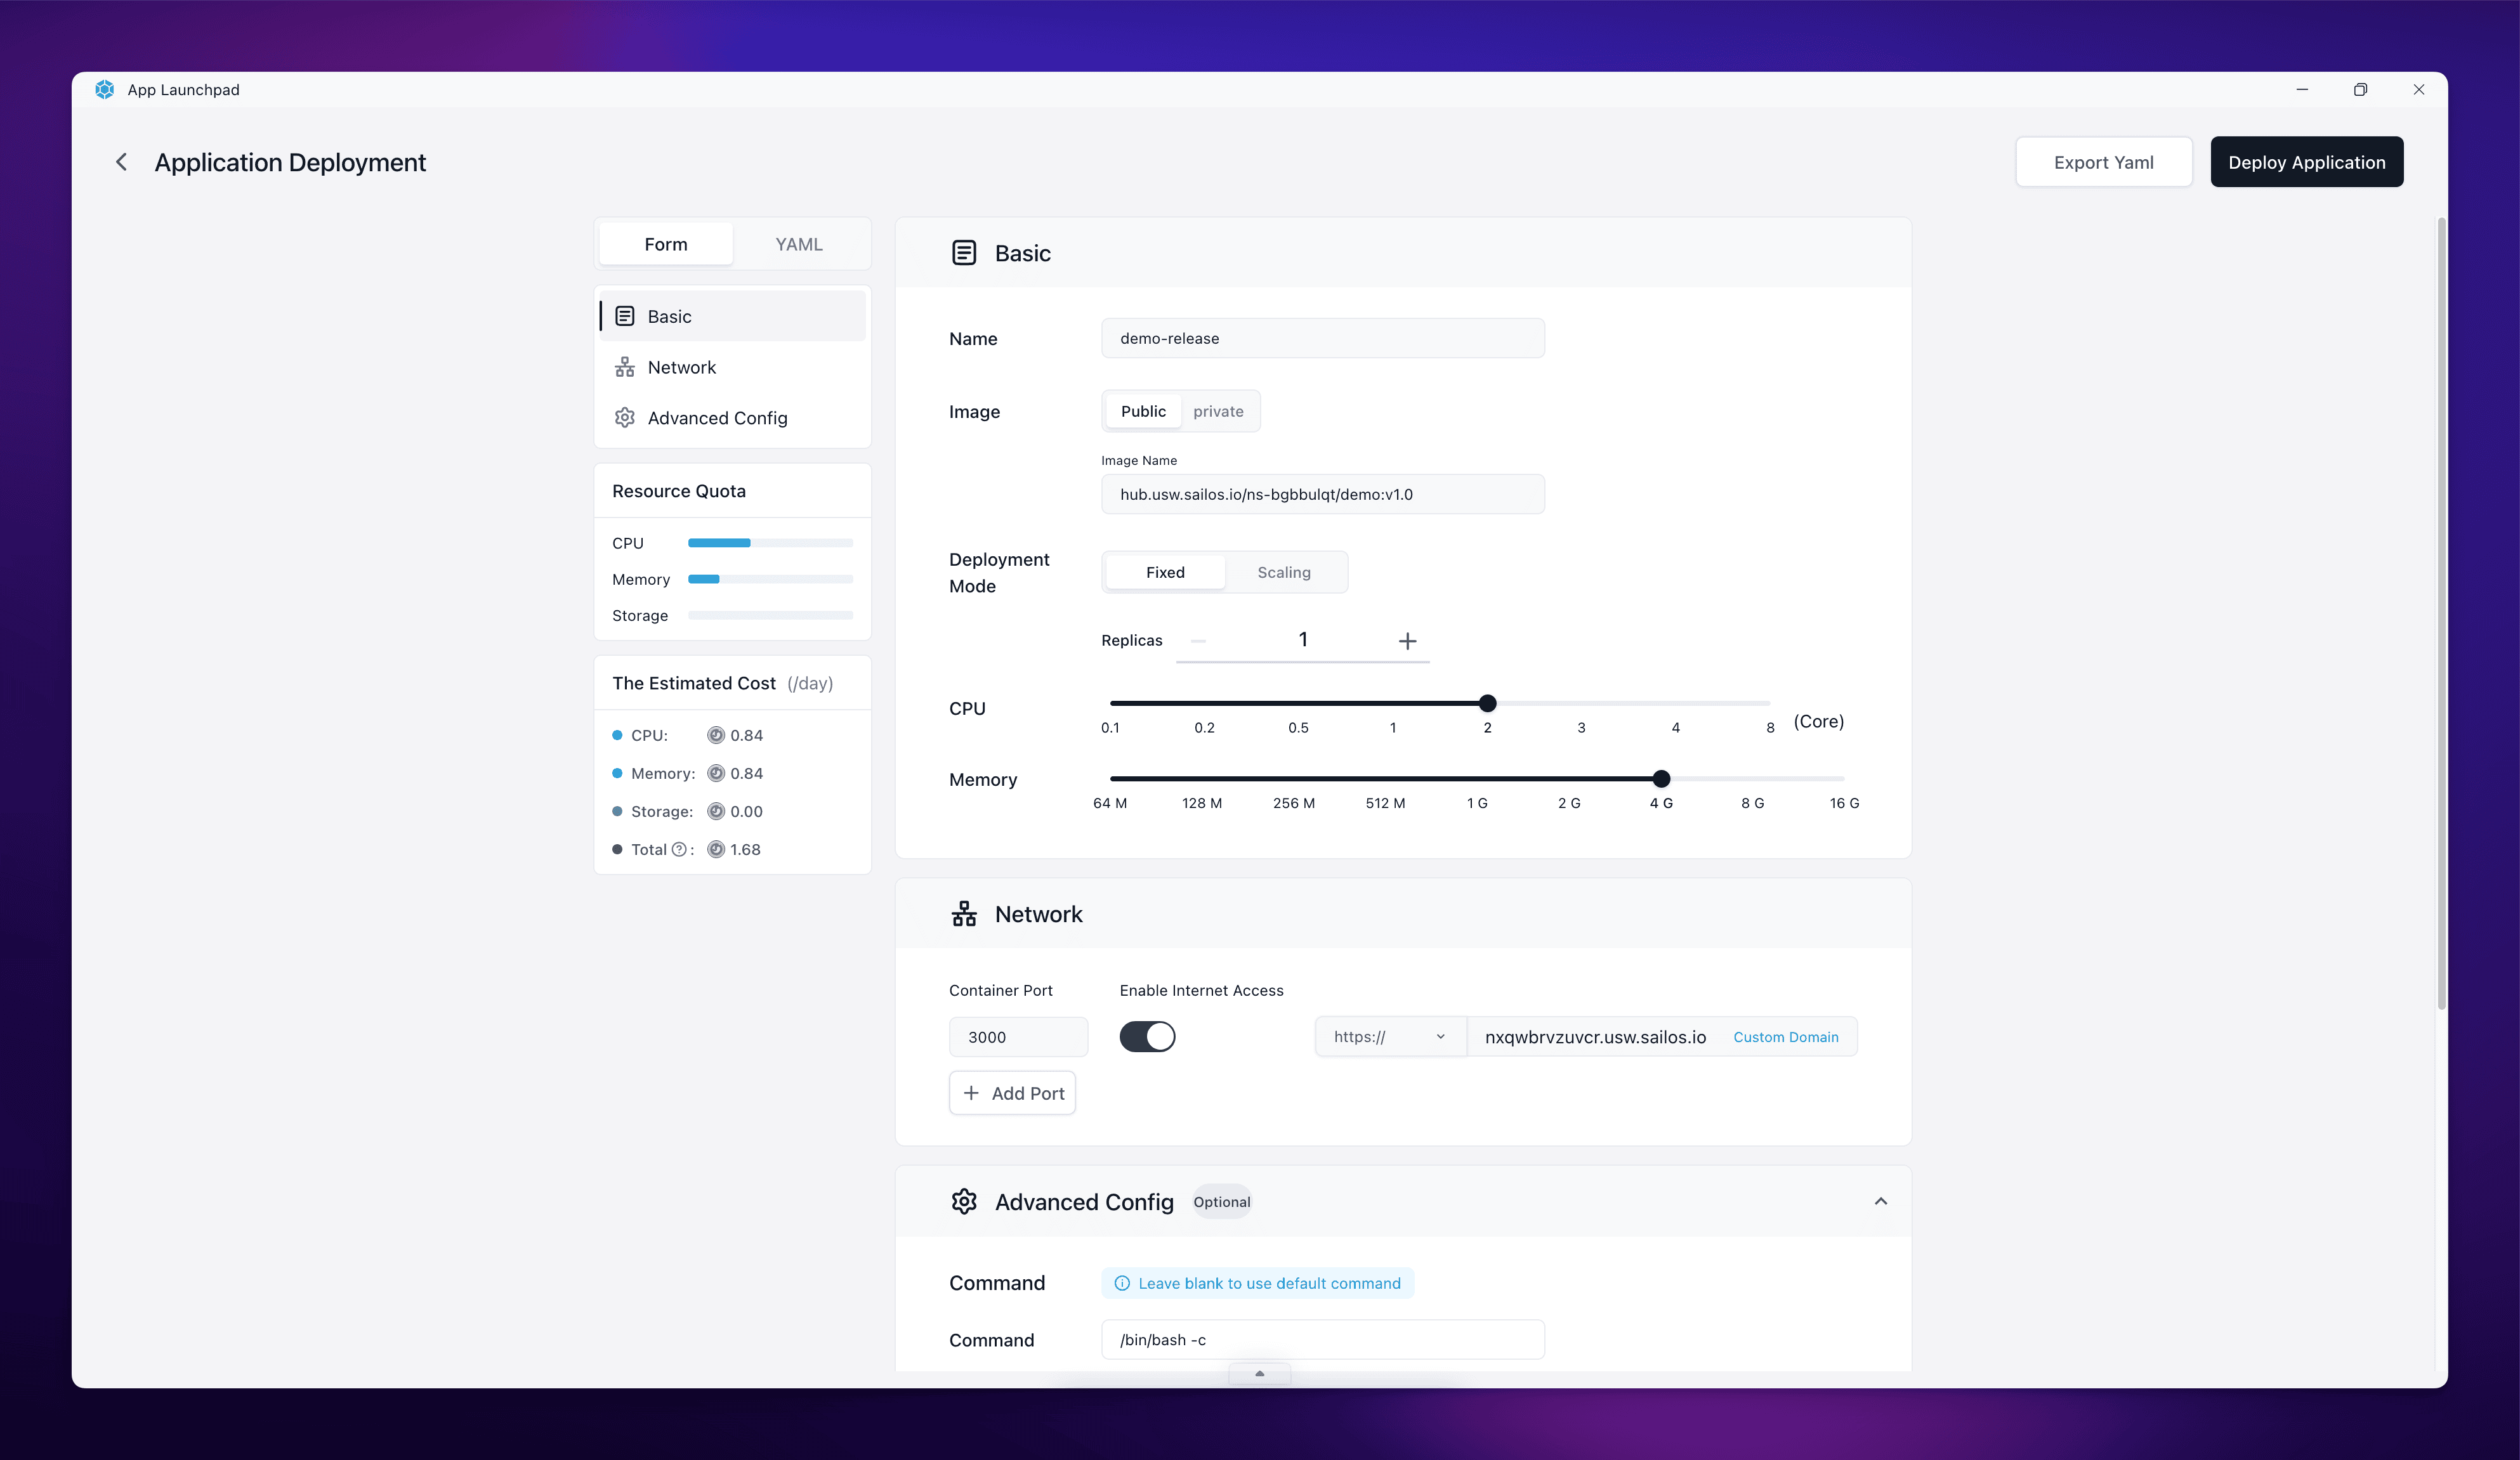 App Launchpad
Application Deployment
Export Yaml
Deploy Application
Form
YAML
Basic
Network
Advanced Config
Resource Quota
CPU
Memory
Storage
The Estimated Cost (/day)
CPU: 0.84
Memory: 0.84
Storage: 0.00
Total ? : 1.68
Basic
Name
demo-release
Image
Public
private
Image Name
hub.usw.sailos.io/ns-bgbbulqt/demo:v1.0
Deployment
Mode
Fixed
Scaling
Replicas
1
CPU
0.1 0.2 0.5 1 2 3 4 8 (Core)
Memory
64 M 128 M 256 M 512 M 1 G 2 G 4 G 8 G 16 G
Network
Container Port
Enable Internet Access
3000
https://
nxqwbrvzuvcr.usw.sailos.io
Custom Domain
Add Port
Advanced Config
Optional
Command
Leave blank to use default command
Command
/bin/bash -c